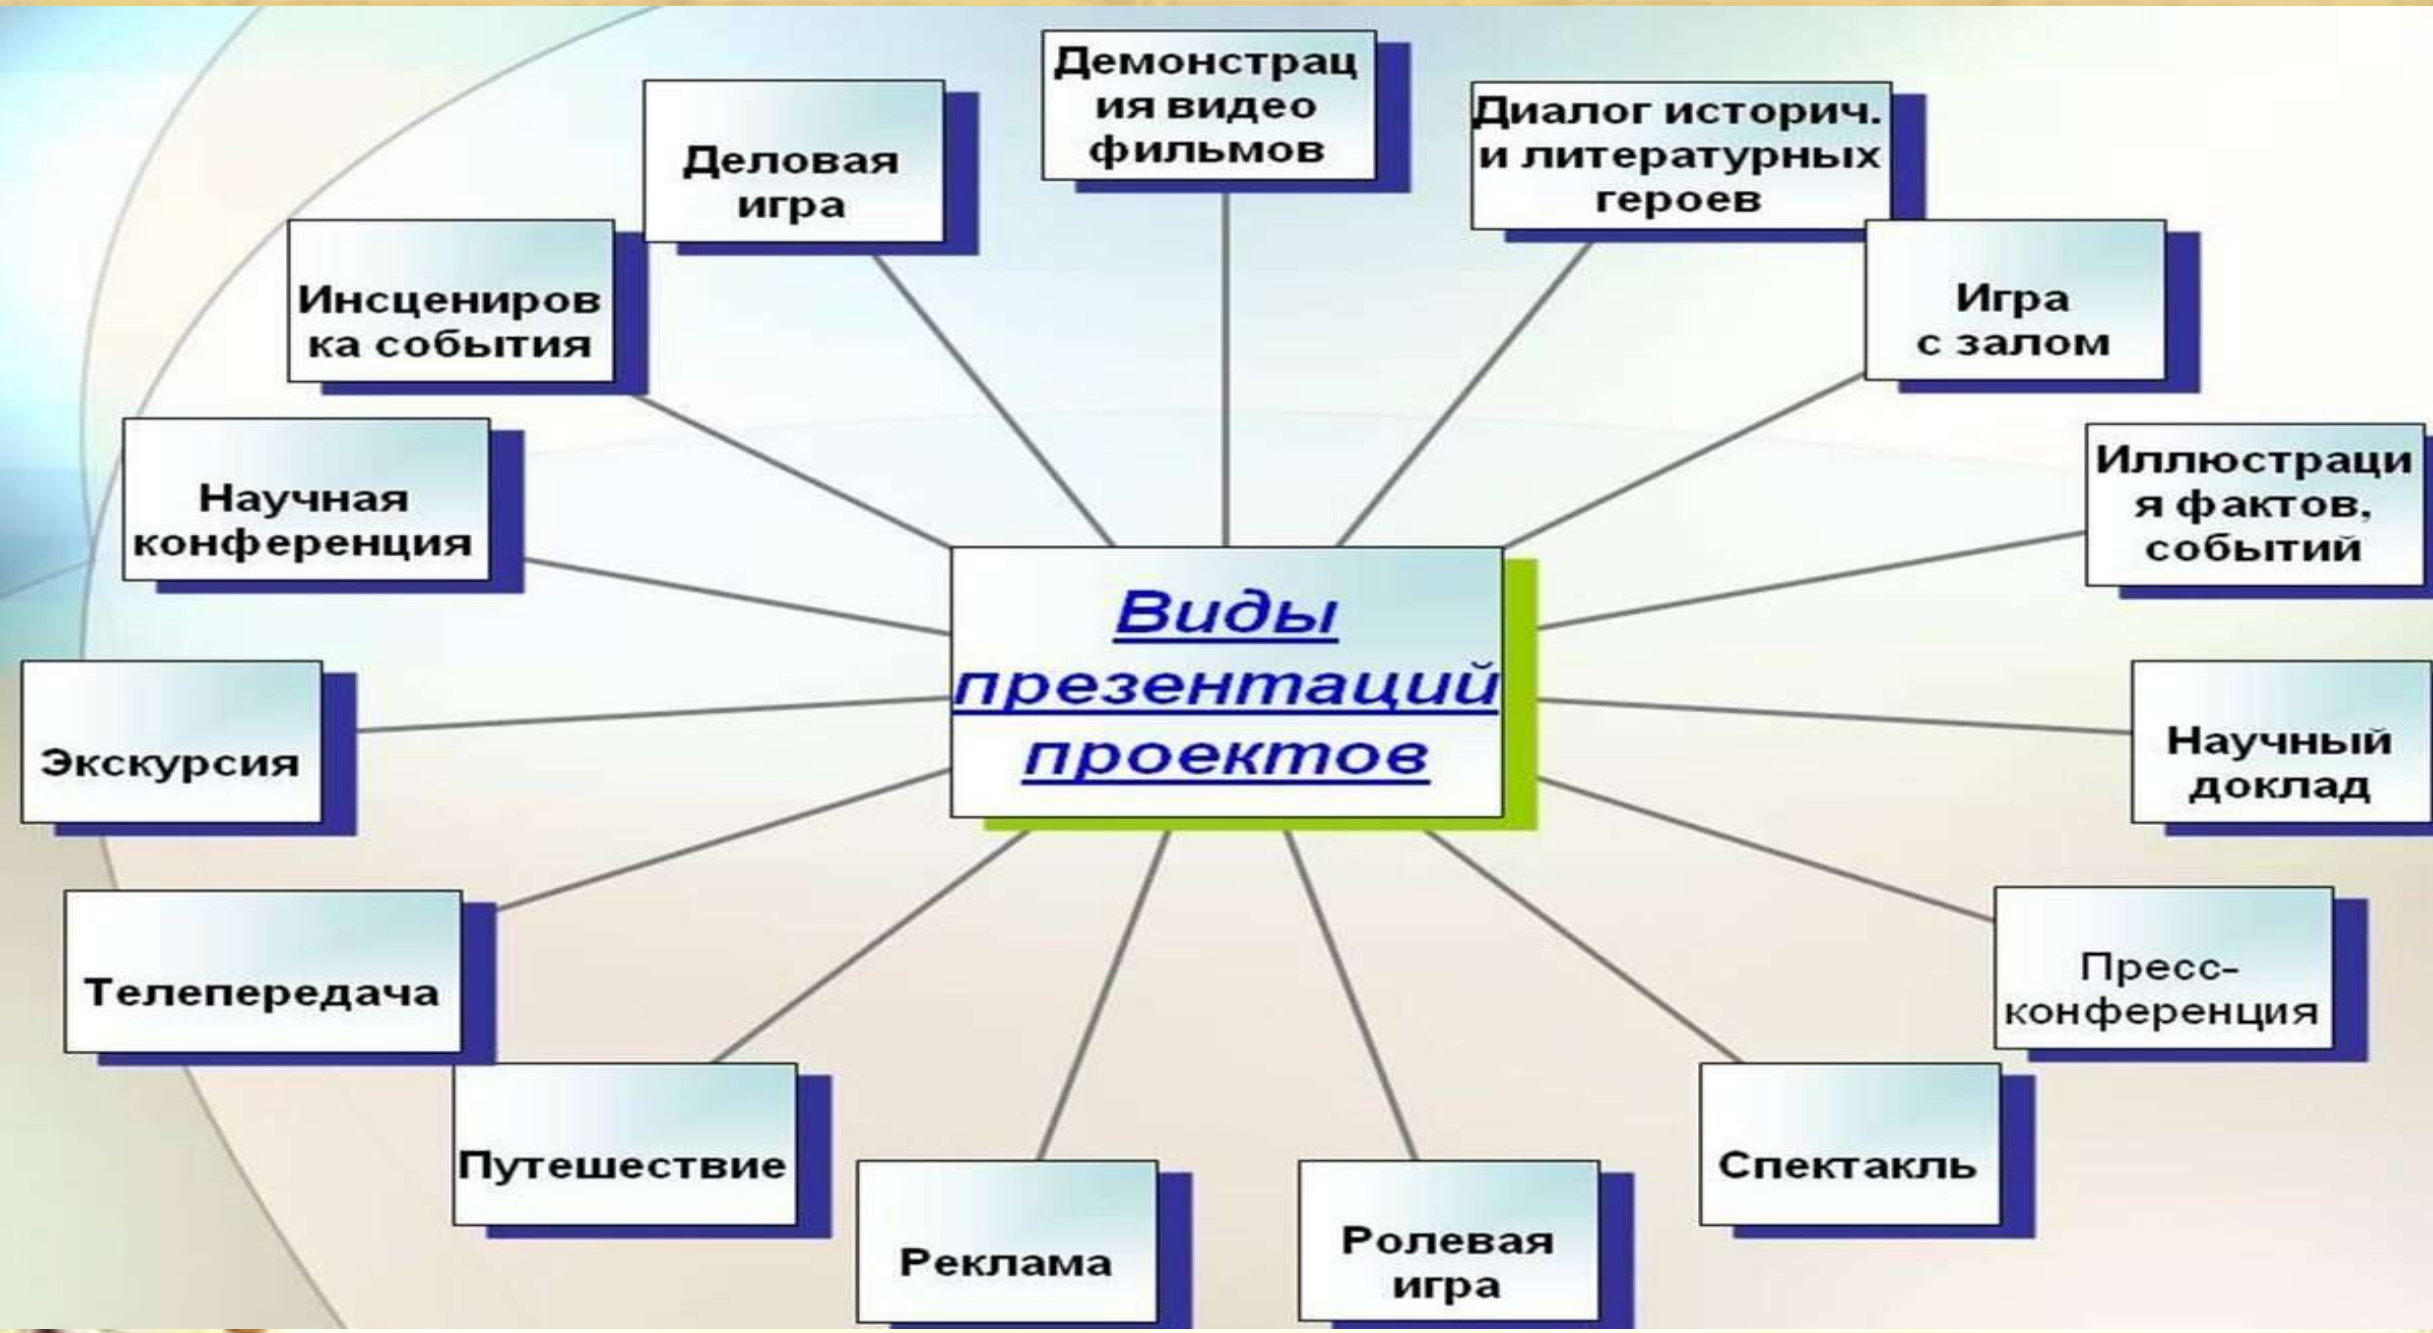 Демонстрац
ия видео
фильмов
Диалог историч.
и литературных
героев
Деловая
игра
Инсцениров
ка события
Игра
с залом
Научная
конференция
Иллюстраци
я фактов,
событий
Виды
презентаций
проектов
Экскурсия
Научный
доклад
Телепередача
Пресс-
конференция
Путешествие
Спектакль
Реклама
Ролевая
игра